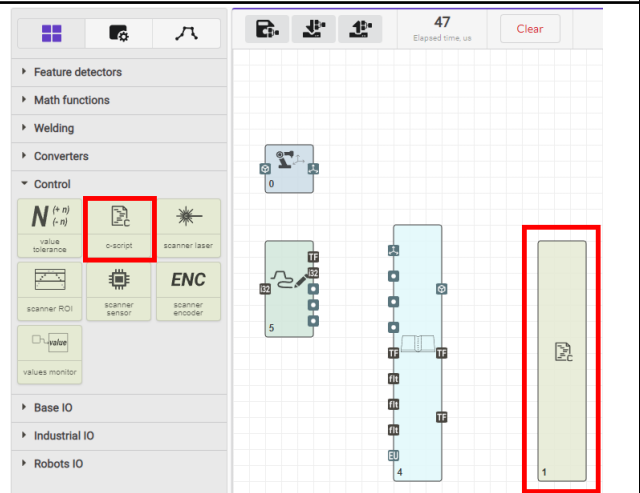 47
Elapsed time, us
Clear
Feature detectors
Math functions
Welding
Converters
Control
N (+ n)
(- n)
value
tolerance
C
c-script
scanner laser
scanner ROI
scanner
sensor
ENC
scanner
encoder
value
values monitor
Base IO
Industrial IO
Robots IO
0
TF
i32
i32
5
TF
TF
flt
flt
TF
flt
EU
4
C
1